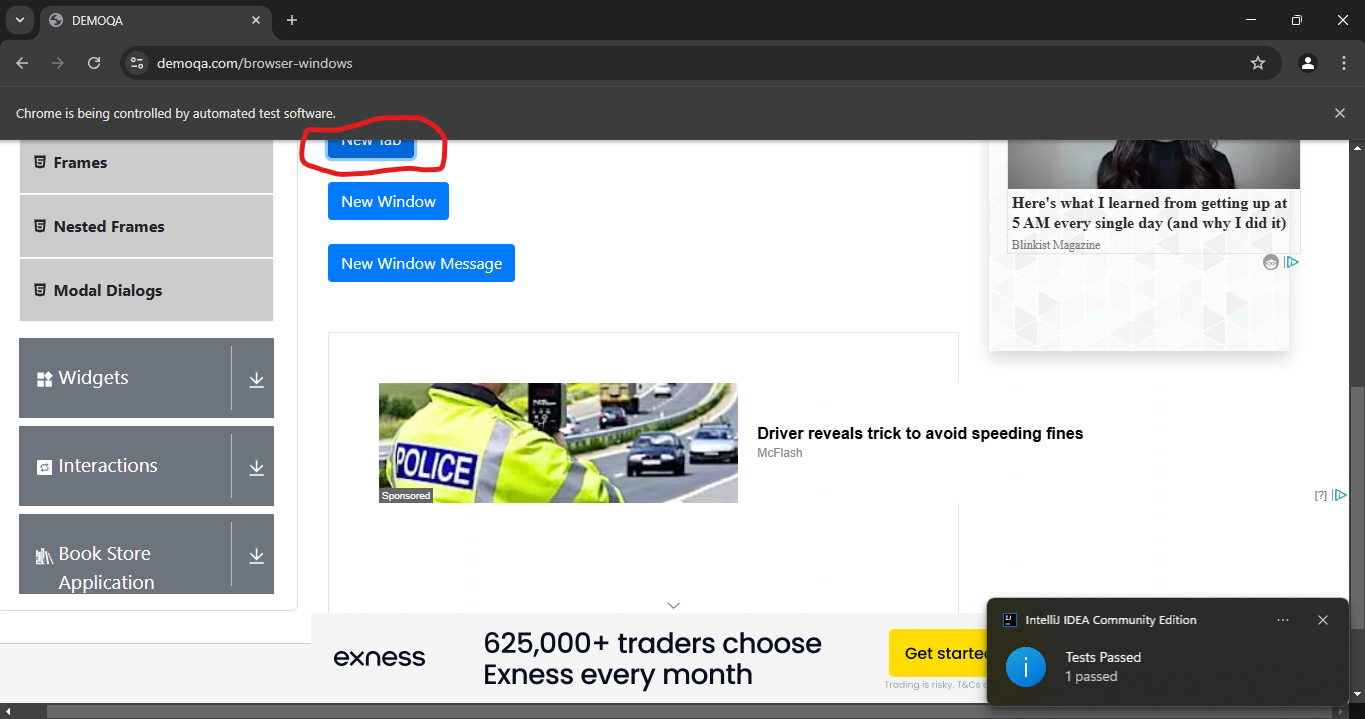 DEMOQA
demoqa.com/browser-windows
Chrome is being controlled by automated test software.
Frames
Nested Frames
Modal Dialogs
Widgets
Interactions
Book Store
Application
New Tab
New Window
New Window Message
Here's what I learned from getting up at
5 AM every single day (and why I did it)
Blinkist Magazine
POLICE
Sponsored
Driver reveals trick to avoid speeding fines
McFlash
[?]
exness
625,000+ traders choose
Exness every month
Get starte
Trading is risky. T&Cs
IntelliJ IDEA Community Edition
Tests Passed
1 passed